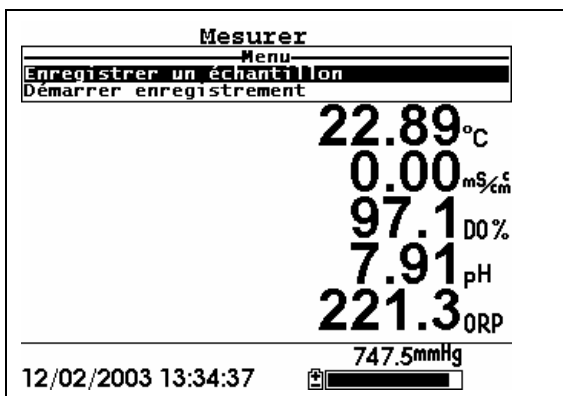 Mesurer
Menu
Enregistrer un échantillon
Démarrer enregistrement
22.89°C
0.00mS/cm c
97.1DO%
7.91pH
221.3ORP
747.5mmHg
12/02/2003 13:34:37